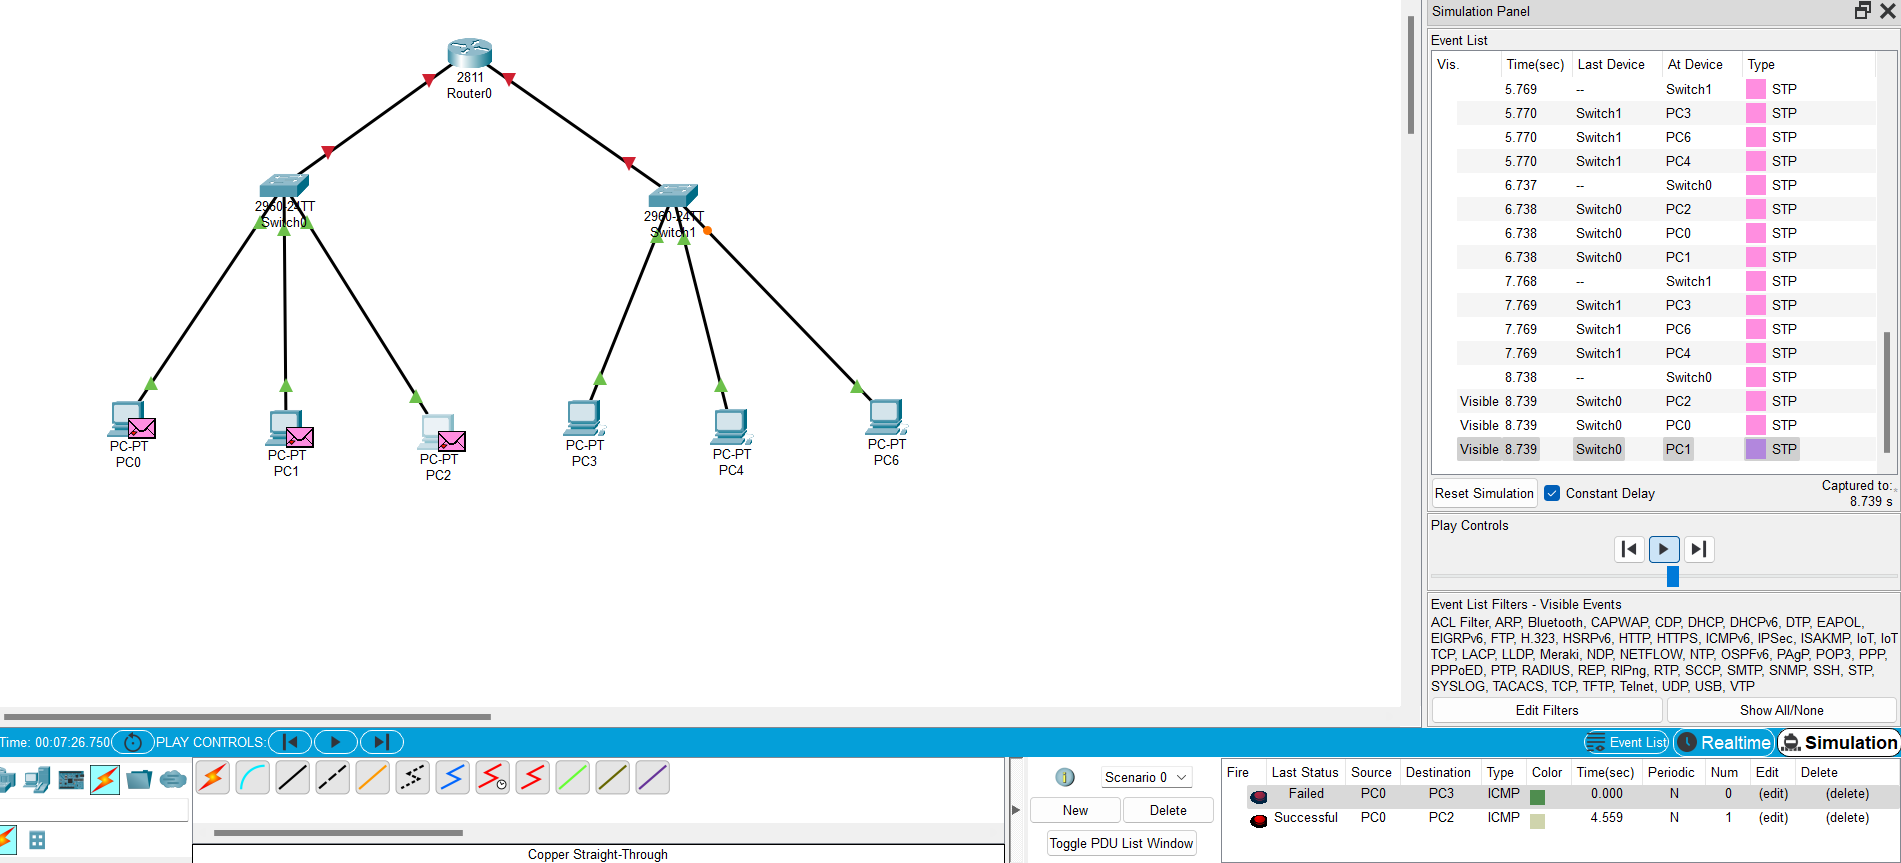 Simulation Panel
Event List
Vis. Time(sec) Last Device At Device Type
5.769 -- Switch1 STP
5.770 Switch1 PC3 STP
5.770 Switch1 PC6 STP
5.770 Switch1 PC4 STP
6.737 -- Switch0 STP
6.738 Switch0 PC2 STP
6.738 Switch0 PC0 STP
6.738 Switch0 PC1 STP
7.768 -- Switch1 STP
7.769 Switch1 PC3 STP
7.769 Switch1 PC6 STP
7.769 Switch1 PC4 STP
8.738 -- Switch0 STP
Visible 8.739 Switch0 PC2 STP
Visible 8.739 Switch0 PC0 STP
Visible 8.739 Switch0 PC1 STP
Reset Simulation Constant Delay Captured to:
8.739 s
Play Controls
Event List Filters - Visible Events
ACL Filter, ARP, Bluetooth, CAPWAP, CDP, DHCP, DHCPv6, DTP, EAPOL,
EIGRPv6, FTP, H.323, HSRPv6, HTTP, HTTPS, ICMPv6, IPSec, ISAKMP, IoT, IoT
TCP, LACP, LLDP, Meraki, NDP, NETFLOW, NTP, OSPFv6, PAgP, POP3, PPP,
PPPoED, PTP, RADIUS, REP, RIPng, RTP, SCCP, SMTP, SNMP, SSH, STP,
SYSLOG, TACACS, TCP, TFTP, Telnet, UDP, USB, VTP
Edit Filters Show All/None
2811
Router0
2960-24TT
Switch0
2960-24TT
Switch1
PC-PT
PC0
PC-PT
PC1
PC-PT
PC2
PC-PT
PC3
PC-PT
PC4
PC-PT
PC6
Time: 00:07:26.750 PLAY CONTROLS: Event List Realtime Simulation
Scenario 0
New Delete
Toggle PDU List Window
Copper Straight-Through
Fire Last Status Source Destination Type Color Time(sec) Periodic Num Edit Delete
Failed PC0 PC3 ICMP 0.000 N 0 (edit) (delete)
Successful PC0 PC2 ICMP 4.559 N 1 (edit) (delete)